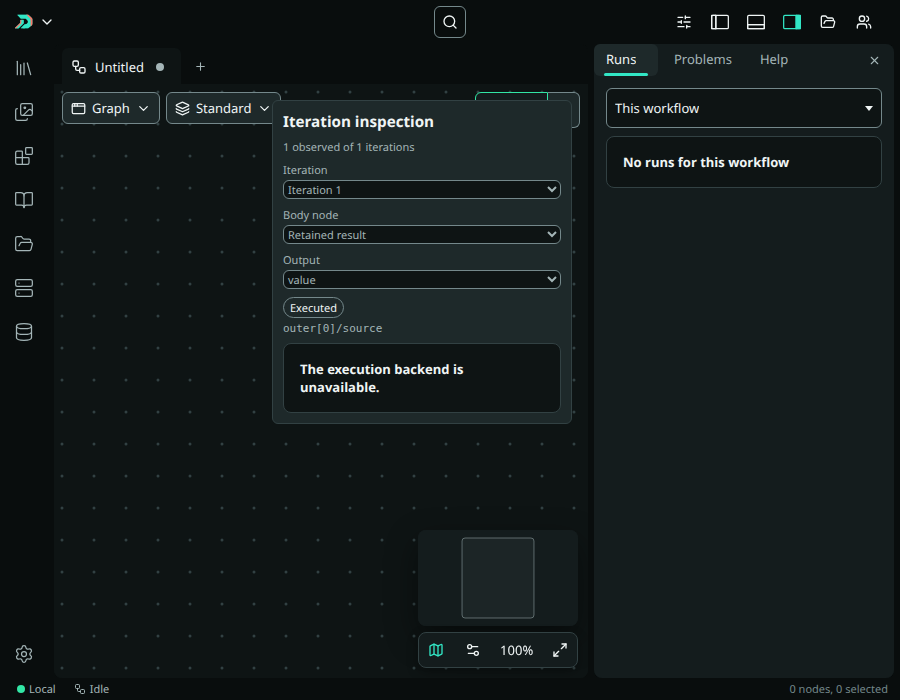 Untitled
Runs
Problems
Help
Graph
Standard
This workflow
No runs for this workflow
Iteration inspection
1 observed of 1 iterations
Iteration
Iteration 1
Body node
Retained result
Output
value
Executed
outer[0]/source
The execution backend is
unavailable.
100%
Local
Idle
0 nodes, 0 selected